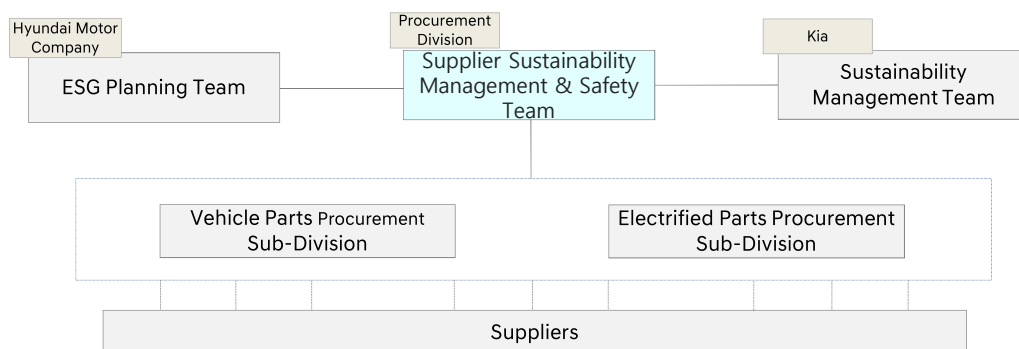 Hyundai Motor
Company
ESG Planning Team
Procurement
Division
Supplier Sustainability
Management & Safety
Team
Kia
Sustainability
Management Team
Vehicle Parts Procurement
Sub-Division
Electrified Parts Procurement
Sub-Division
Suppliers